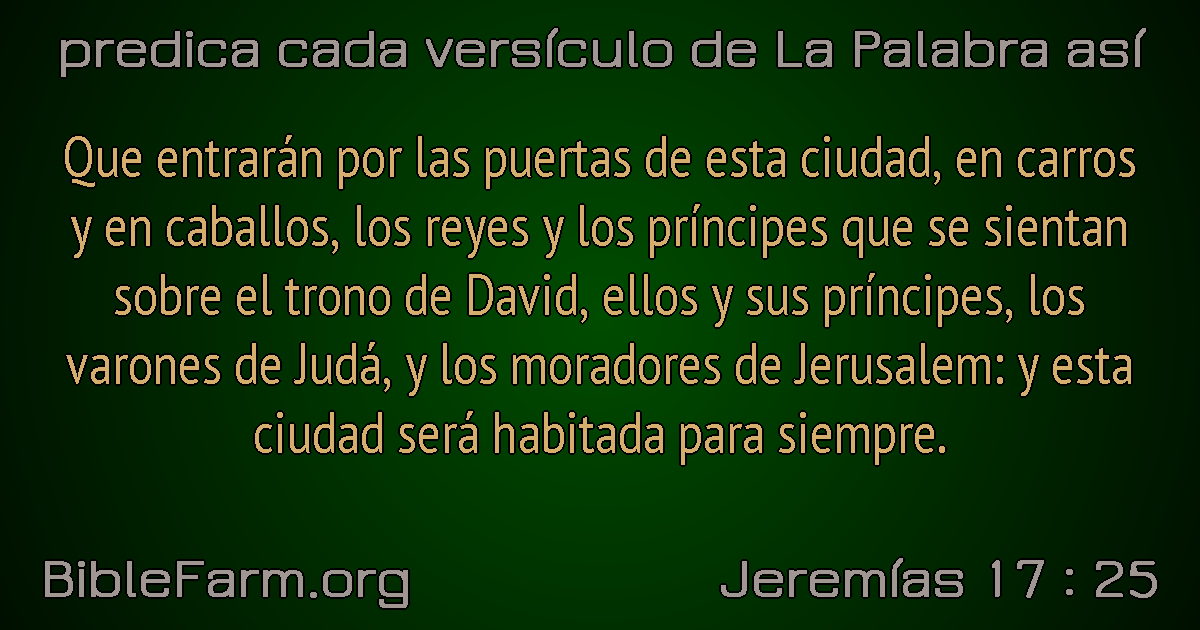 predica cada versículo de La Palabra así
Que entrarán por las puertas de esta ciudad, en carros
y en caballos, los reyes y los príncipes que se sientan
sobre el trono de David, ellos y sus príncipes, los
varones de Judá, y los moradores de Jerusalem: y esta
ciudad será habitada para siempre.
BibleFarm.org
Jeremías 17 : 25